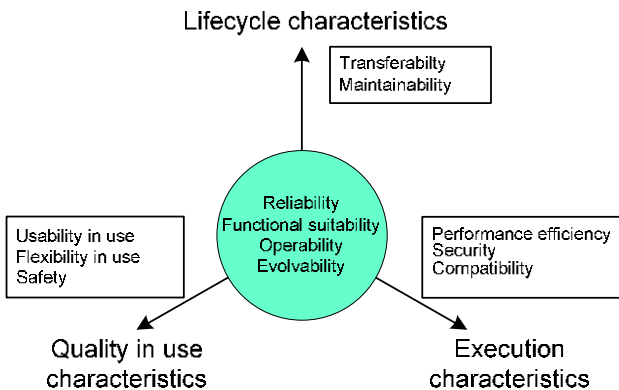 Lifecycle characteristics
Transferabilty
Maintainability
Reliability
Functional suitability
Operability
Evolvability
Usability in use
Flexibility in use
Safety
Performance efficiency
Security
Compatibility
Quality in use
characteristics
Execution
characteristics